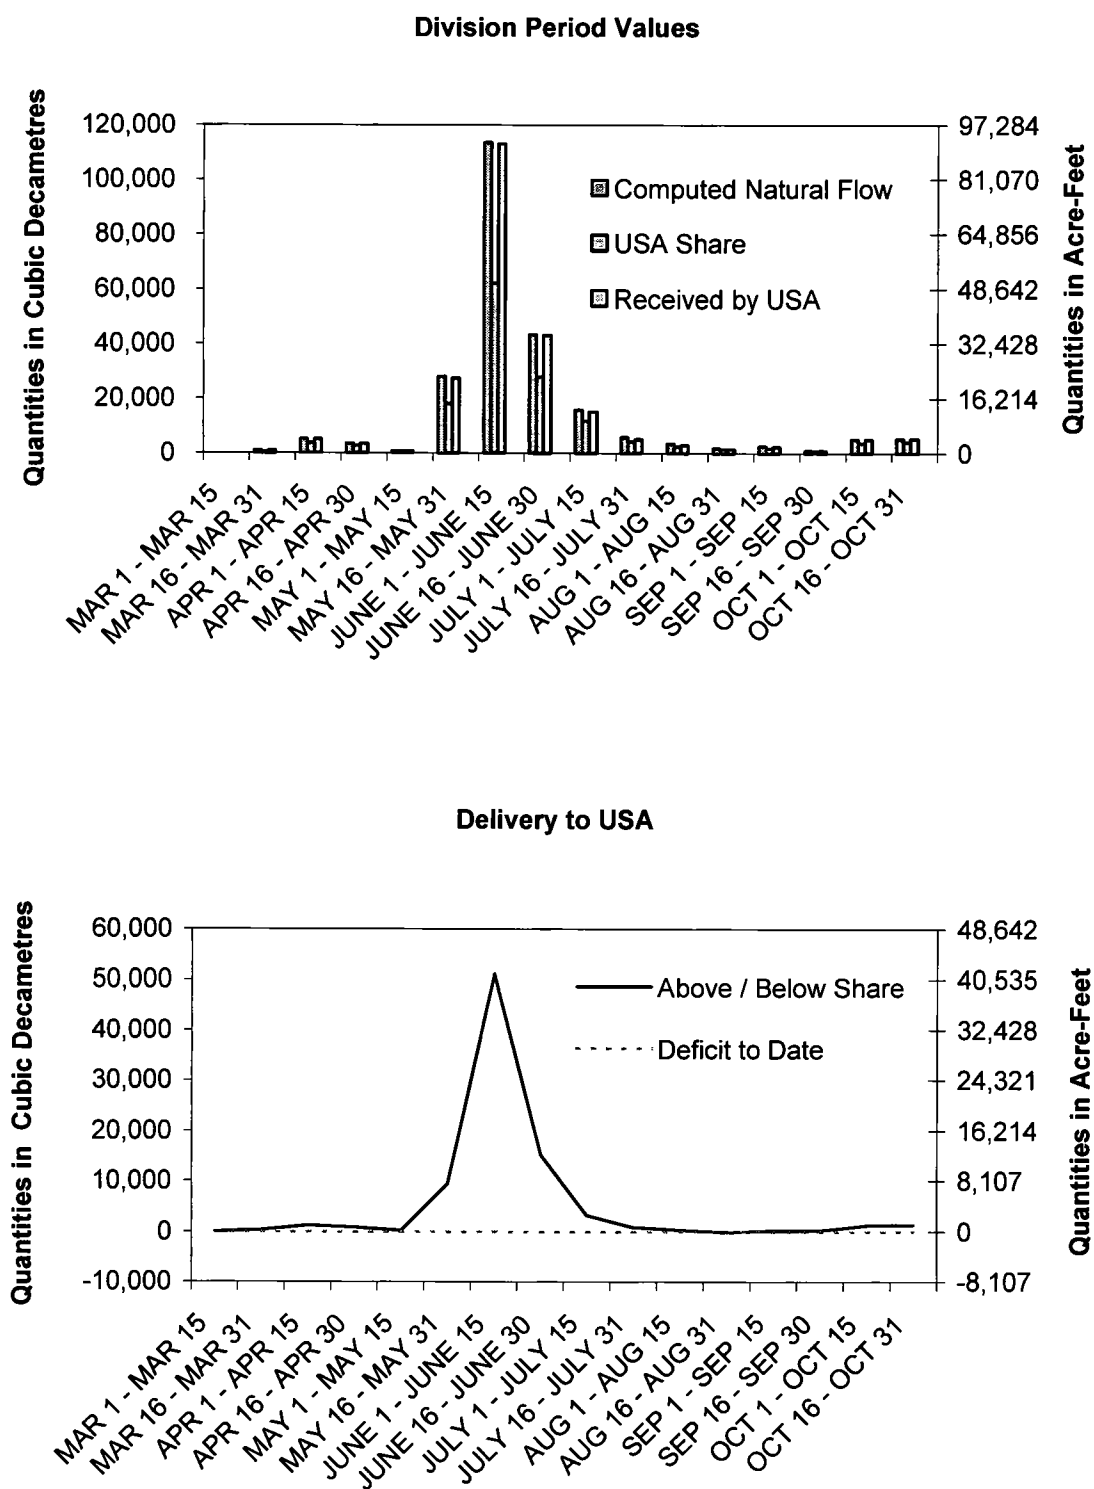 Division Period Values
Quantities in Cubic Decametres
120,000
100,000
80,000
60,000
40,000
20,000
0
97,284
81,070
64,856
48,642
32,428
16,214
0
Quantities in Acre-Feet
Computed Natural Flow
USA Share
Received by USA
MAR 1 - MAR 15
MAR 16 - MAR 31
APR 1 - APR 15
APR 16 - APR 30
MAY 1 - MAY 15
MAY 16 - MAY 31
JUNE 1 - JUNE 15
JUNE 16 - JUNE 30
JULY 1 - JULY 15
JULY 16 - JULY 31
AUG 1 - AUG 15
AUG 16 - AUG 31
SEP 1 - SEP 15
SEP 16 - SEP 30
OCT 1 - OCT 15
OCT 16 - OCT 31
Delivery to USA
Quantities in Cubic Decametres
60,000
50,000
40,000
30,000
20,000
10,000
0
-10,000
48,642
40,535
32,428
24,321
16,214
8,107
0
-8,107
Quantities in Acre-Feet
Above / Below Share
Deficit to Date
MAR 1 - MAR 15
MAR 16 - MAR 31
APR 1 - APR 15
APR 16 - APR 30
MAY 1 - MAY 15
MAY 16 - MAY 31
JUNE 1 - JUNE 15
JUNE 16 - JUNE 30
JULY 1 - JULY 15
JULY 16 - JULY 31
AUG 1 - AUG 15
AUG 16 - AUG 31
SEP 1 - SEP 15
SEP 16 - SEP 30
OCT 1 - OCT 15
OCT 16 - OCT 31